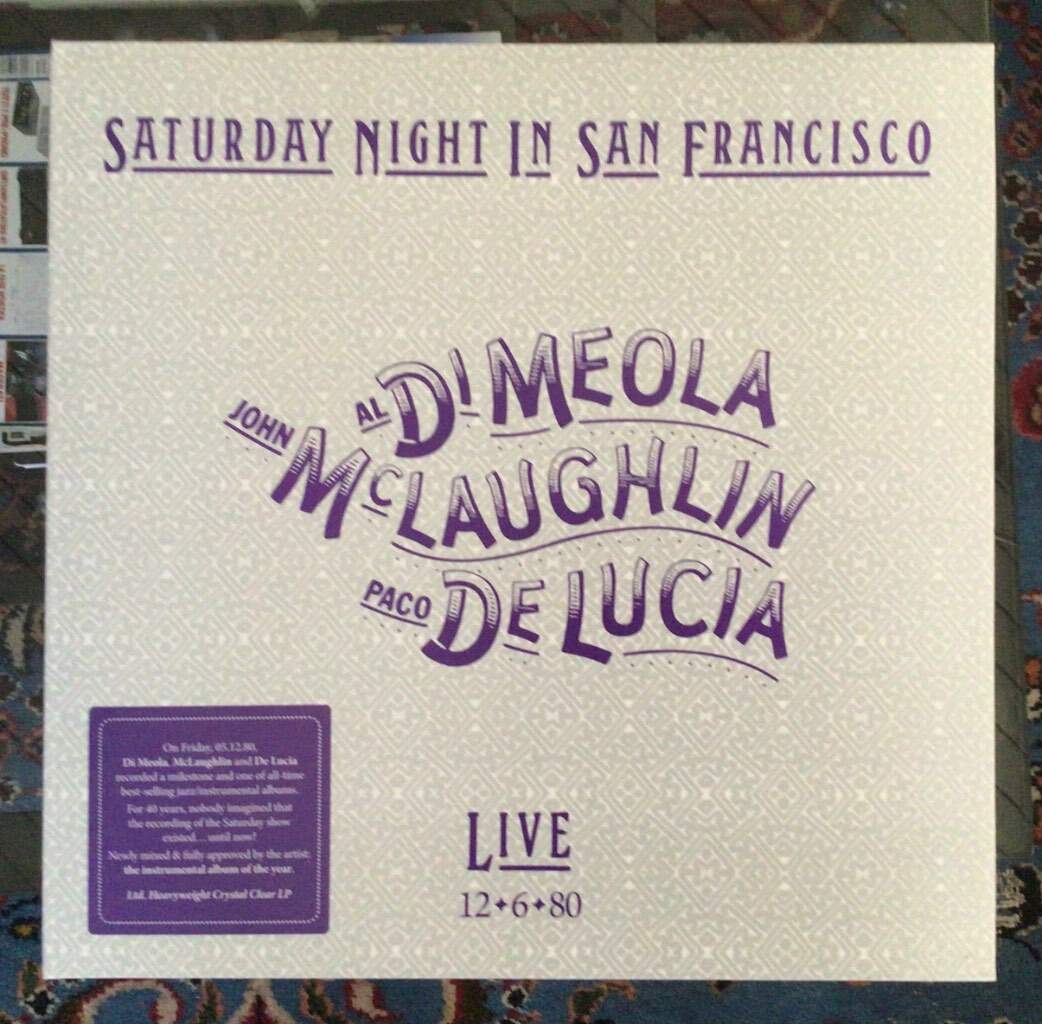 SATURDAY NIGHT IN SAN FRANCISCO
AL DI MEOLA
JOHN McLAUGHLIN
PACO DE LUCIA
On Friday, 05.12.80,
Di Meola, McLaughlin and De Lucia
recorded a milestone and one of all-time
best-selling jazz/instrumental albums.
For 40 years, nobody imagined that
the recording of the Saturday show
existed... until now!
Newly mixed & fully approved by the artist:
the instrumental album of the year.
Ltd. Heavyweight Crystal Clear LP
LIVE
12✦6✦80